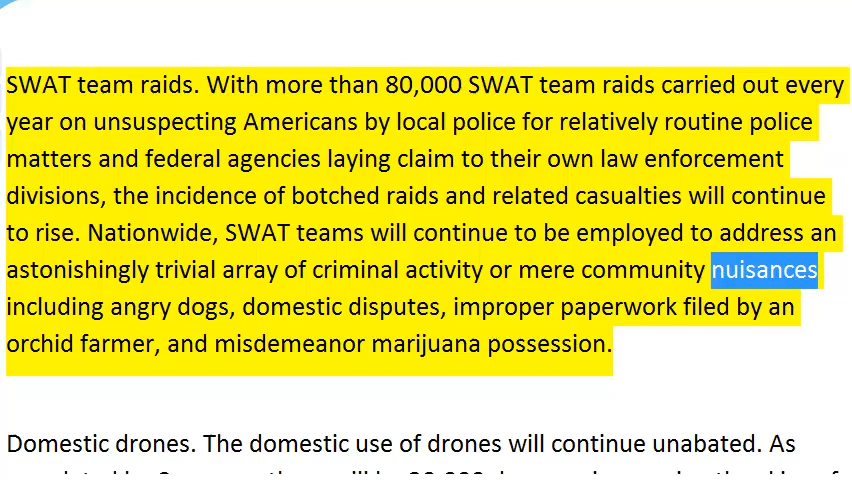 SWAT team raids. With more than 80,000 SWAT team raids carried out every
year on unsuspecting Americans by local police for relatively routine police
matters and federal agencies laying claim to their own law enforcement
divisions, the incidence of botched raids and related casualties will continue
to rise. Nationwide, SWAT teams will continue to be employed to address an
astonishingly trivial array of criminal activity or mere community nuisances
including angry dogs, domestic disputes, improper paperwork filed by an
orchid farmer, and misdemeanor marijuana possession.
Domestic drones. The domestic use of drones will continue unabated. As